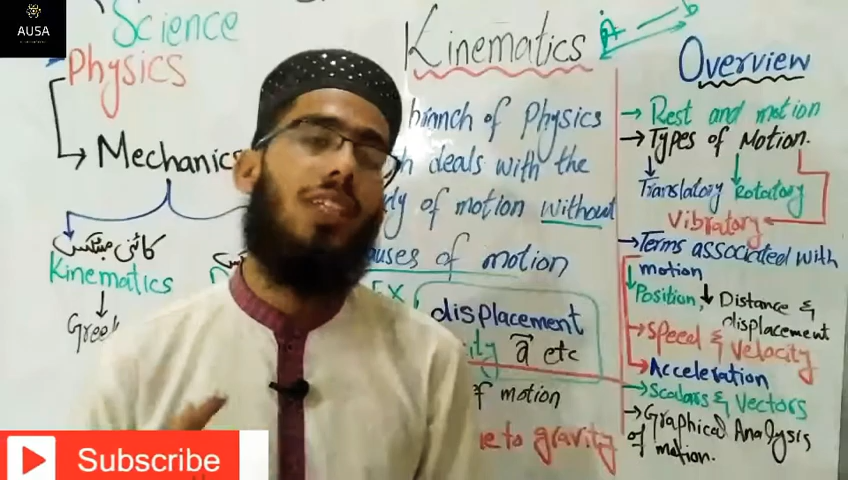 AUSA
Science
Physics
Mechanics
کائنی میٹکس
Kinematics
Greek
Kinematics
branch of Physics
deals with the
of motion without
causes of motion
EX
displacement
a etc
of motion
to gravity
A
B
Overview
→ Rest and motion
→ Types of Motion.
Translatory Rotatory
Vibratory
→ Terms associated with
motion
Position, Distance &
displacement
→ Speed & Velocity
→ Acceleration
→ Scalars & Vectors
→ Graphical Analysis
of motion.
Subscribe